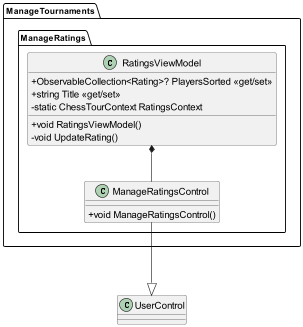 ManageTournaments
ManageRatings
C RatingsViewModel
+ObservableCollection<Rating>? PlayersSorted «get/set»
+string Title «get/set»
-static ChessTourContext RatingsContext
+void RatingsViewModel()
-void UpdateRating()
C ManageRatingsControl
+void ManageRatingsControl()
C UserControl